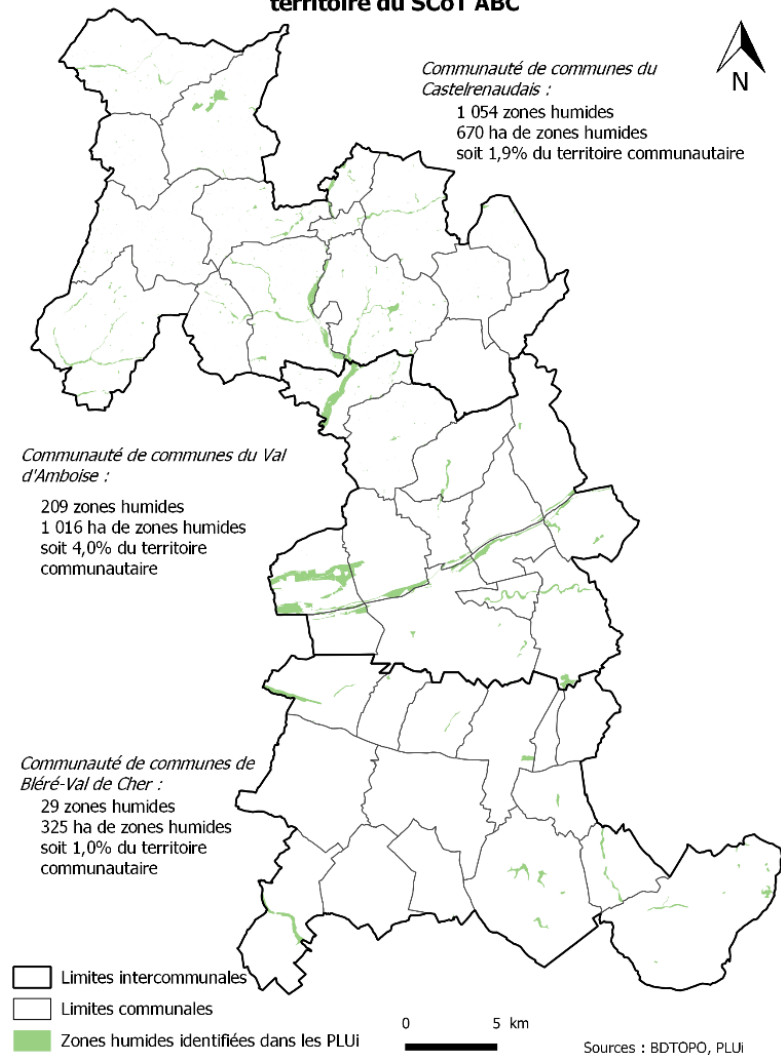 territoire du SCoT ABC
N
Communauté de communes du
Castelrenaudais :
1 054 zones humides
670 ha de zones humides
soit 1,9% du territoire communautaire
Communauté de communes du Val
d'Amboise :
209 zones humides
1 016 ha de zones humides
soit 4,0% du territoire
communautaire
Communauté de communes de
Bléré-Val de Cher :
29 zones humides
325 ha de zones humides
soit 1,0% du territoire
communautaire
Limites intercommunales
Limites communales
Zones humides identifiées dans les PLUi
0 5 km
Sources : BDTOPO, PLUi